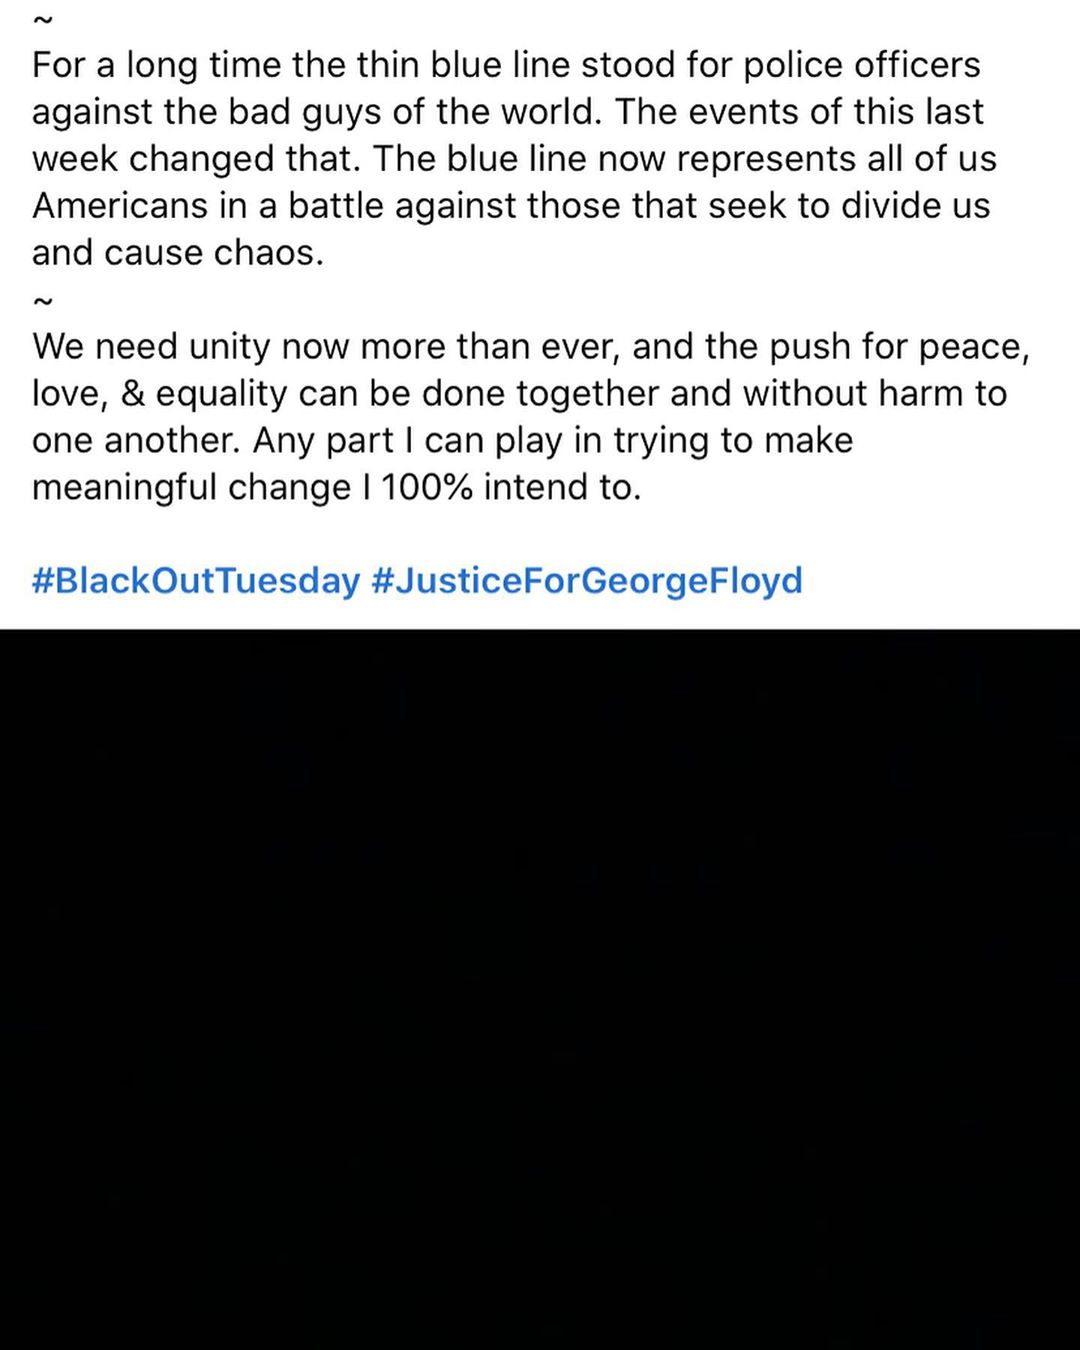 ~
For a long time the thin blue line stood for police officers
against the bad guys of the world. The events of this last
week changed that. The blue line now represents all of us
Americans in a battle against those that seek to divide us
and cause chaos.
~
We need unity now more than ever, and the push for peace,
love, & equality can be done together and without harm to
one another. Any part I can play in trying to make
meaningful change I 100% intend to.
#BlackOutTuesday #JusticeForGeorgeFloyd